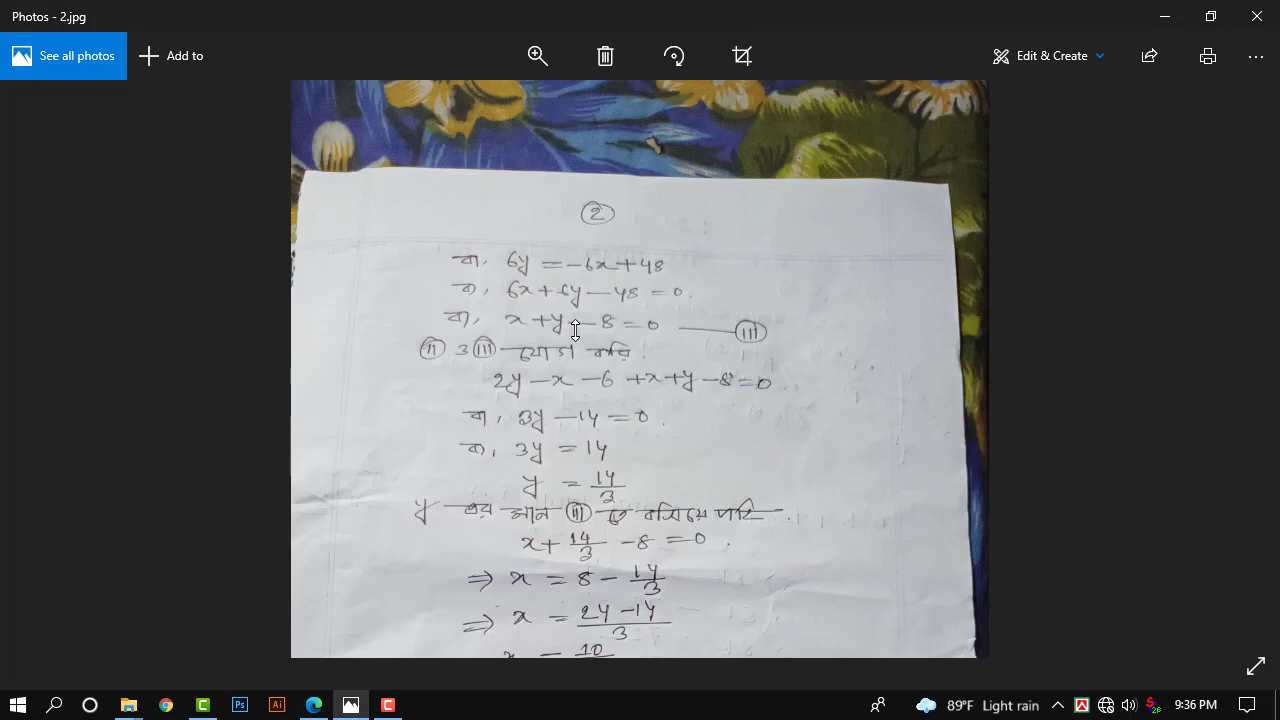 Photos - 2.jpg
See all photos
Add to
Edit & Create
2
বা, 6y = -6x + 48
বা, 6x + 6y - 48 = 0.
বা, x + y - 8 = 0 —— III
II ও III যোগ করি
2y - x - 6 + x + y - 8 = 0
বা, 3y - 14 = 0.
বা, 3y = 14
y = 14/3
y এর মান III তে বসিয়ে পাই
x + 14/3 - 8 = 0.
⇒ x = 8 - 14/3
⇒ x = 24 - 14/3
x = 10
89°F Light rain
9:36 PM